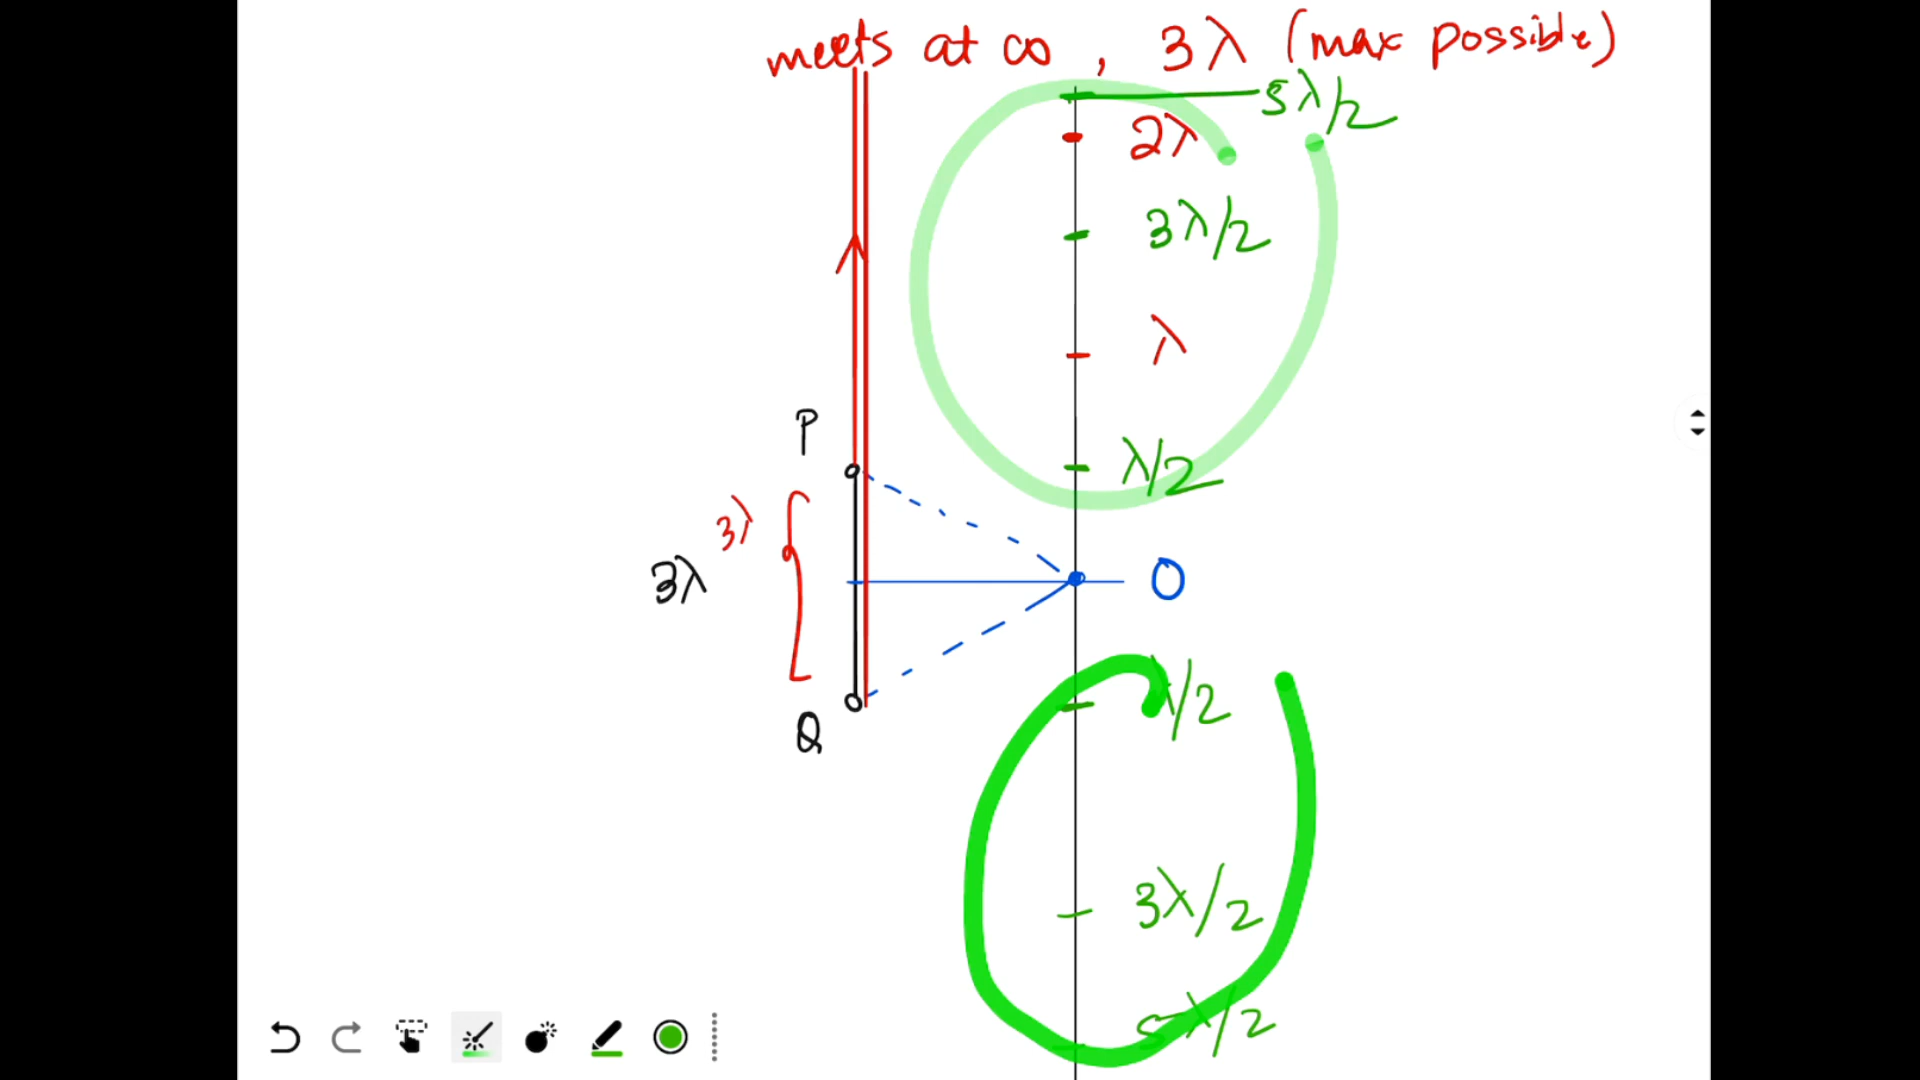 meets at ∞ , 3λ (max possible)
5λ/2
2λ
3λ/2
λ
P
λ/2
3λ
3λ
O
λ/2
Q
3λ/2
5λ/2